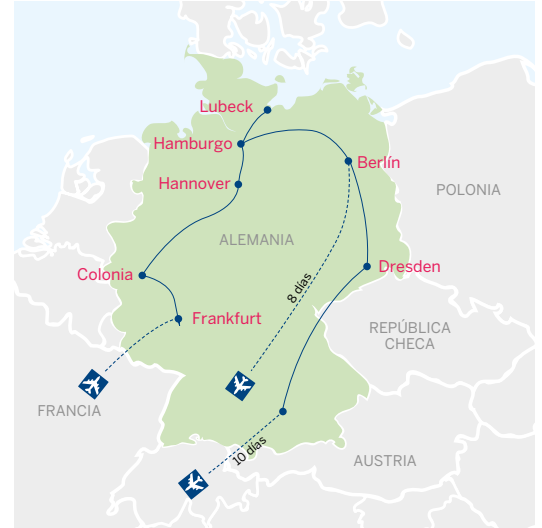 Lubeck
Hamburgo
Berlín
Hannover
POLONIA
ALEMANIA
Colonia
Dresden
8 días
Frankfurt
REPÚBLICA
CHECA
FRANCIA
10 días
AUSTRIA